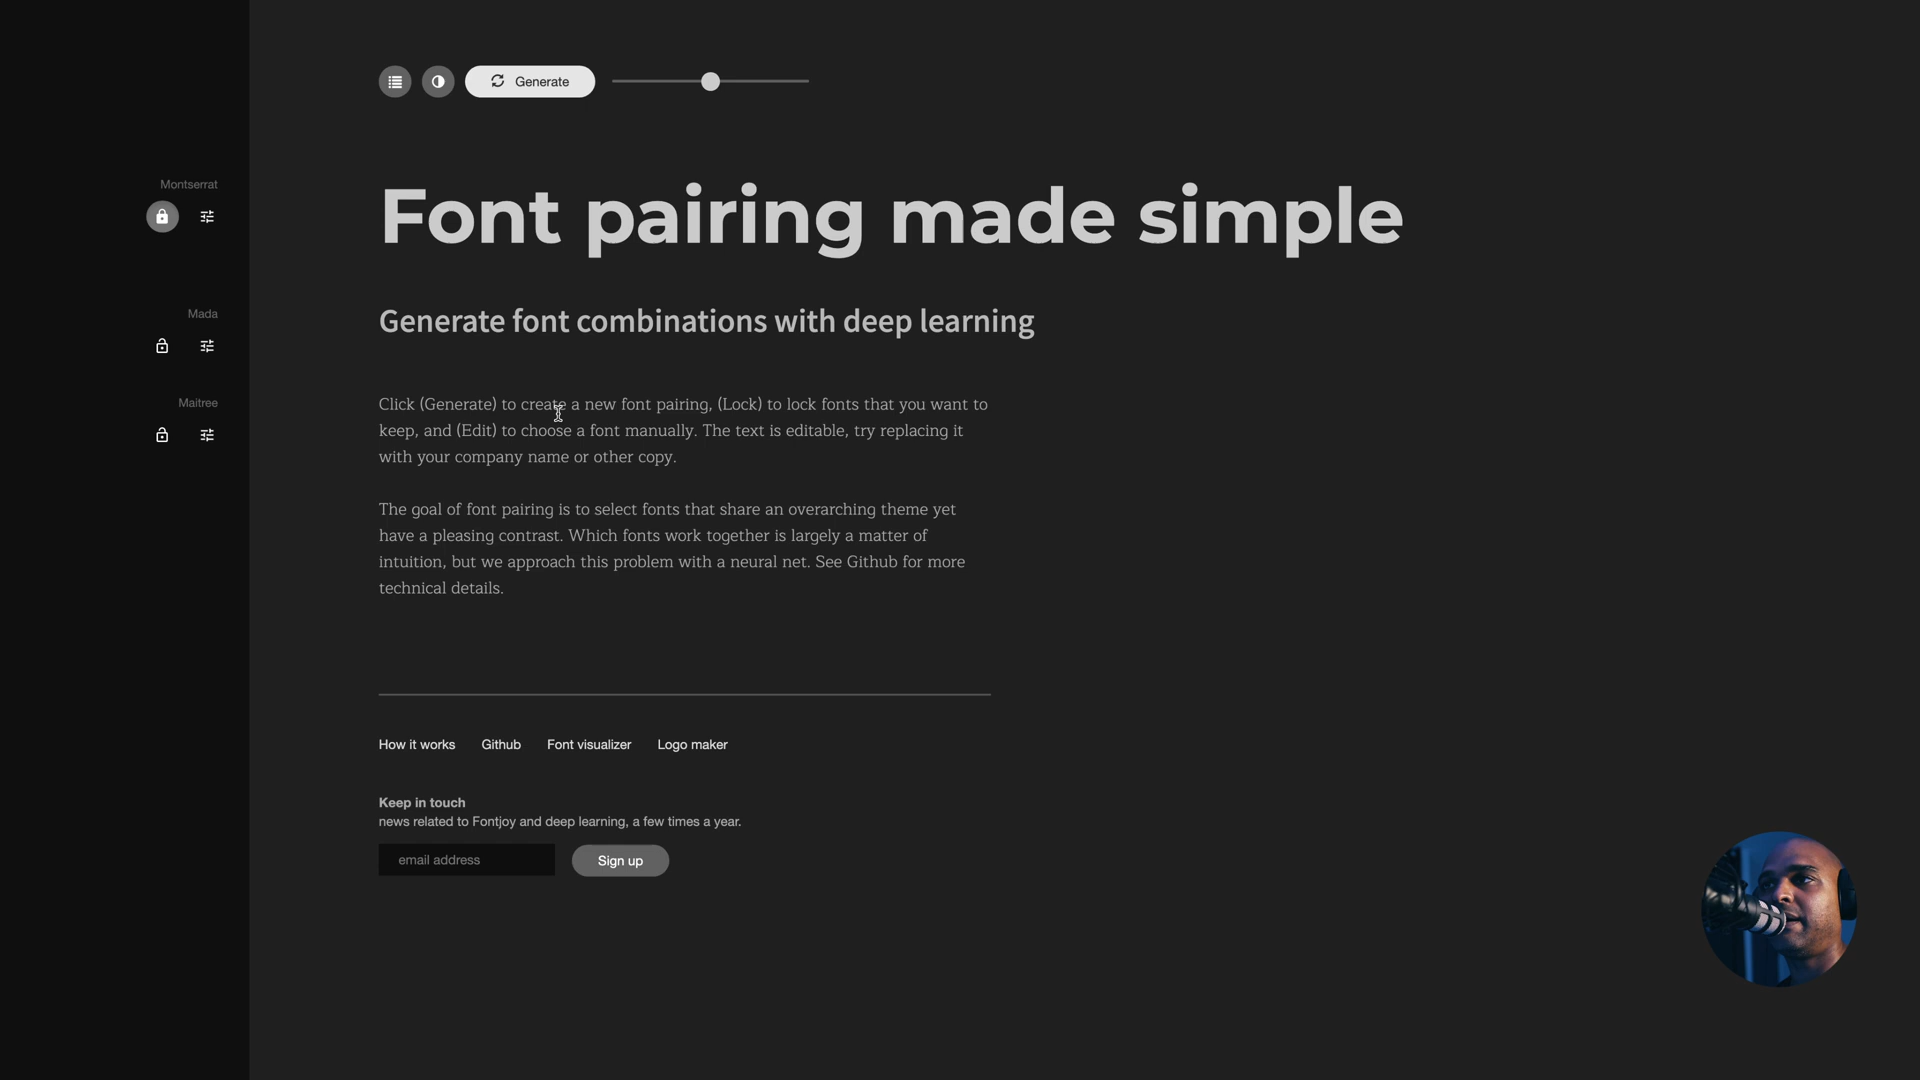 Generate
Montserrat
Font pairing made simple
Mada
Generate font combinations with deep learning
Maitree
Click (Generate) to create a new font pairing, (Lock) to lock fonts that you want to
keep, and (Edit) to choose a font manually. The text is editable, try replacing it
with your company name or other copy.
The goal of font pairing is to select fonts that share an overarching theme yet
have a pleasing contrast. Which fonts work together is largely a matter of
intuition, but we approach this problem with a neural net. See Github for more
technical details.
How it works Github Font visualizer Logo maker
Keep in touch
news related to Fontjoy and deep learning, a few times a year.
email address Sign up